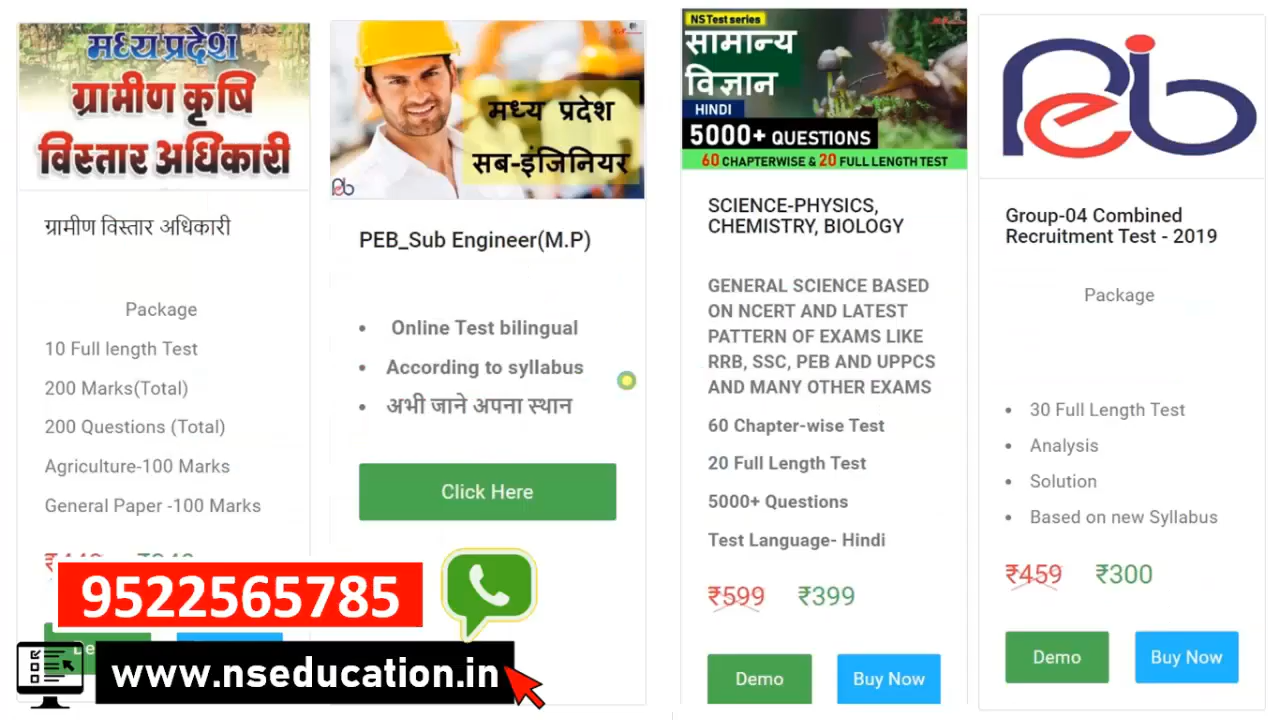 मध्यप्रदेश
ग्रामीण कृषि
विस्तार अधिकारी
ग्रामीण विस्तार अधिकारी
Package
10 Full length Test
200 Marks(Total)
200 Questions (Total)
Agriculture-100 Marks
General Paper -100 Marks
मध्य प्रदेश
सब-इंजिनियर
peb
PEB_Sub Engineer(M.P)
• Online Test bilingual
• According to syllabus
• अभी जाने अपना स्थान
Click Here
NS Test series
सामान्य
विज्ञान
HINDI
5000+ QUESTIONS
60 CHAPTERWISE & 20 FULL LENGTH TEST
SCIENCE-PHYSICS,
CHEMISTRY, BIOLOGY
GENERAL SCIENCE BASED
ON NCERT AND LATEST
PATTERN OF EXAMS LIKE
RRB, SSC, PEB AND UPPCS
AND MANY OTHER EXAMS
60 Chapter-wise Test
20 Full Length Test
5000+ Questions
Test Language- Hindi
₹599 ₹399
Demo Buy Now
peb
Group-04 Combined
Recruitment Test - 2019
Package
• 30 Full Length Test
• Analysis
• Solution
• Based on new Syllabus
₹459 ₹300
Demo Buy Now
9522565785
www.nseducation.in